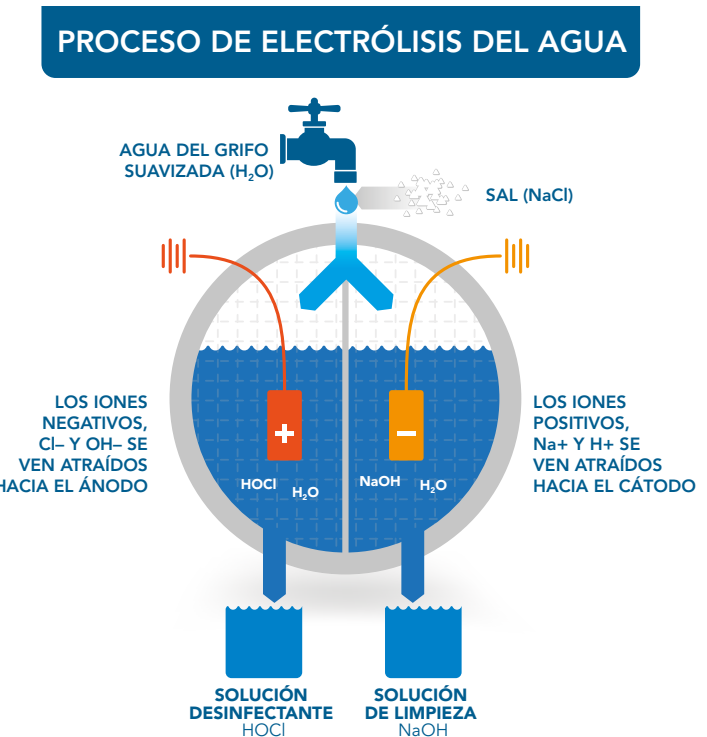 PROCESO DE ELECTRÓLISIS DEL AGUA
AGUA DEL GRIFO
SUAVIZADA (H₂O)
SAL (NaCl)
LOS IONES
NEGATIVOS,
Cl– Y OH– SE
VEN ATRAÍDOS
HACIA EL ÁNODO
+
HOCl
H₂O
–
NaOH
H₂O
LOS IONES
POSITIVOS,
Na+ Y H+ SE
VEN ATRAÍDOS
HACIA EL CÁTODO
SOLUCIÓN
DESINFECTANTE
HOCl
SOLUCIÓN
DE LIMPIEZA
NaOH